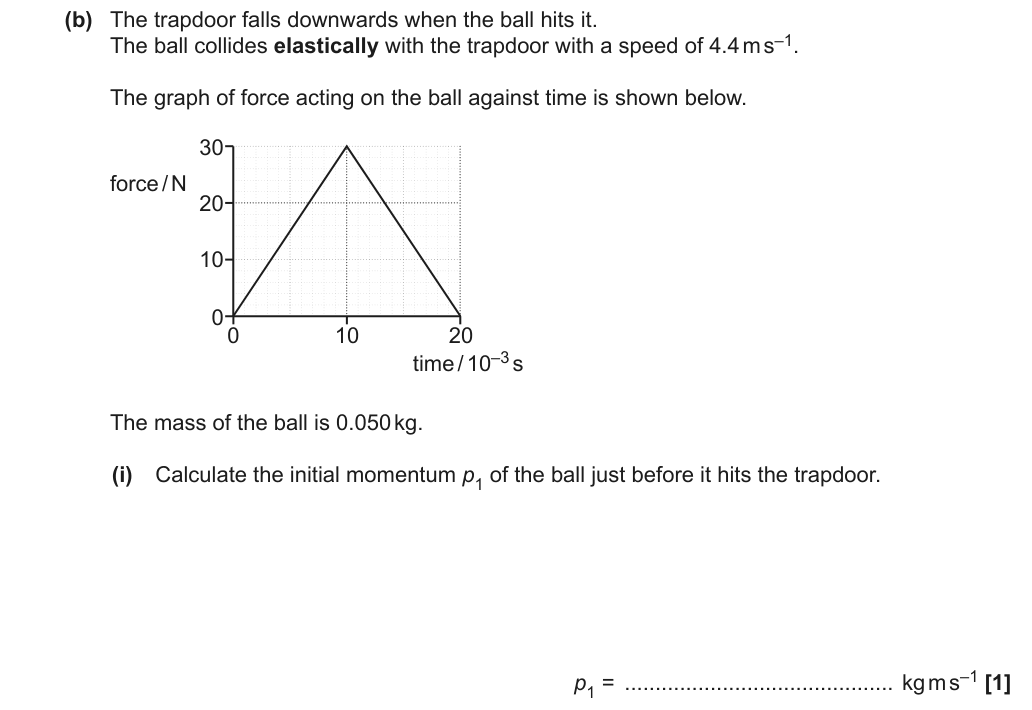 (b) The trapdoor falls downwards when the ball hits it.
The ball collides elastically with the trapdoor with a speed of 4.4 m s⁻¹.
The graph of force acting on the ball against time is shown below.
30
force / N
20
10
0
0 10 20
time / 10⁻³ s
The mass of the ball is 0.050 kg.
(i) Calculate the initial momentum p₁ of the ball just before it hits the trapdoor.
p₁ = ............................................ kg m s⁻¹ [1]